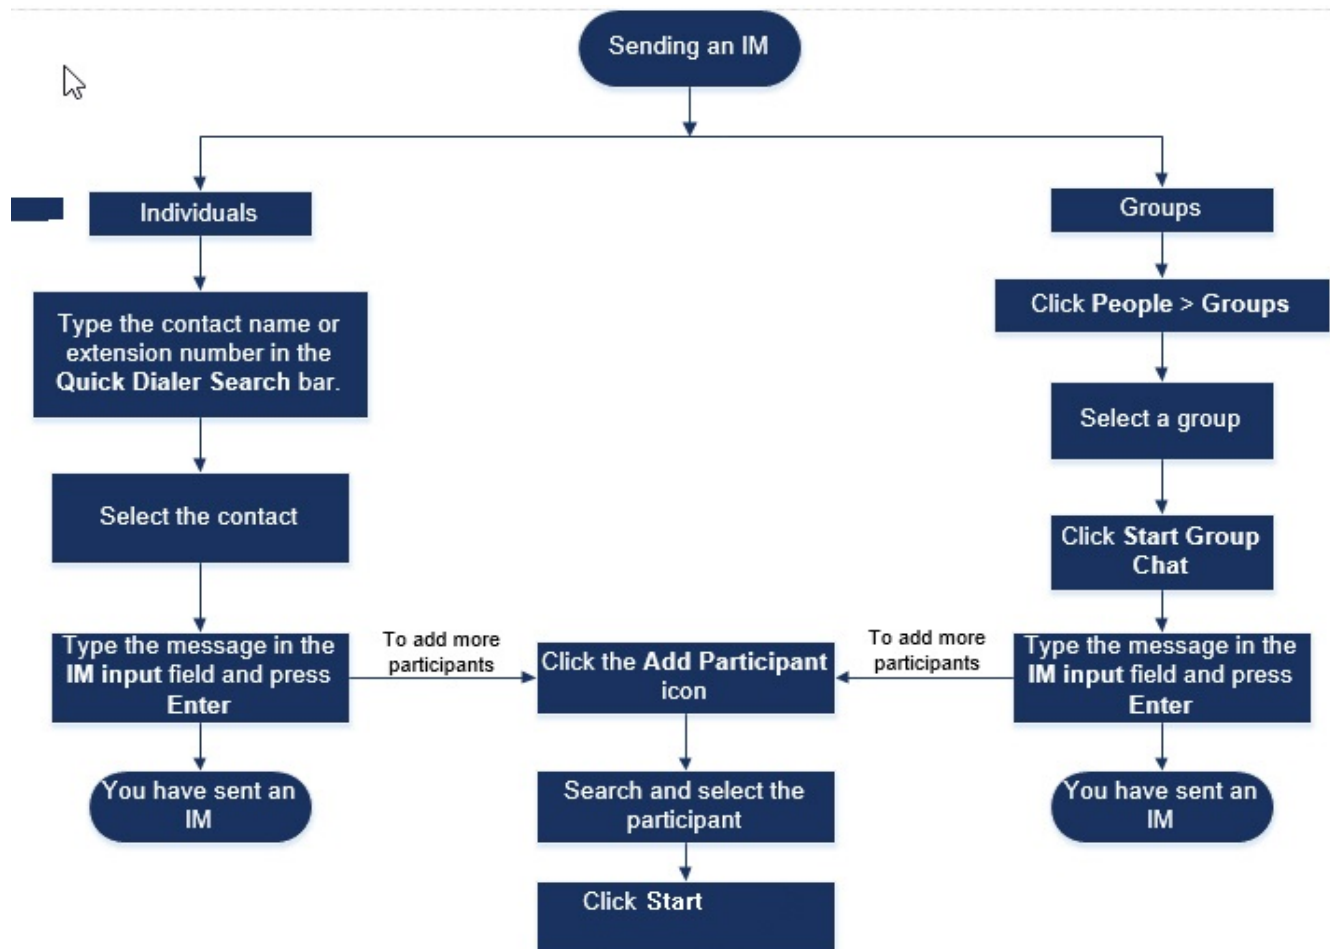 Sending an IM
Individuals
Groups
Type the contact name or
extension number in the
Quick Dialer Search bar.
Click People > Groups
Select a group
Select the contact
Click Start Group
Chat
Type the message in the
IM input field and press
Enter
To add more
participants
Click the Add Participant
icon
To add more
participants
Type the message in the
IM input field and press
Enter
You have sent an
IM
Search and select the
participant
You have sent an
IM
Click Start